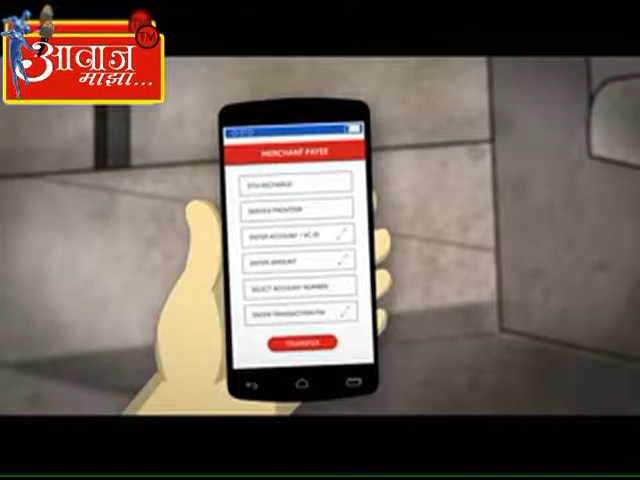 आवाज
माझा...
TM
MERCHANT PAYEE
DTH RECHARGE
SERVICE PROVIDER
ENTER ACCOUNT / VC ID
ENTER AMOUNT
SELECT ACCOUNT NUMBER
ENTER TRANSACTION PIN
TRANSFER